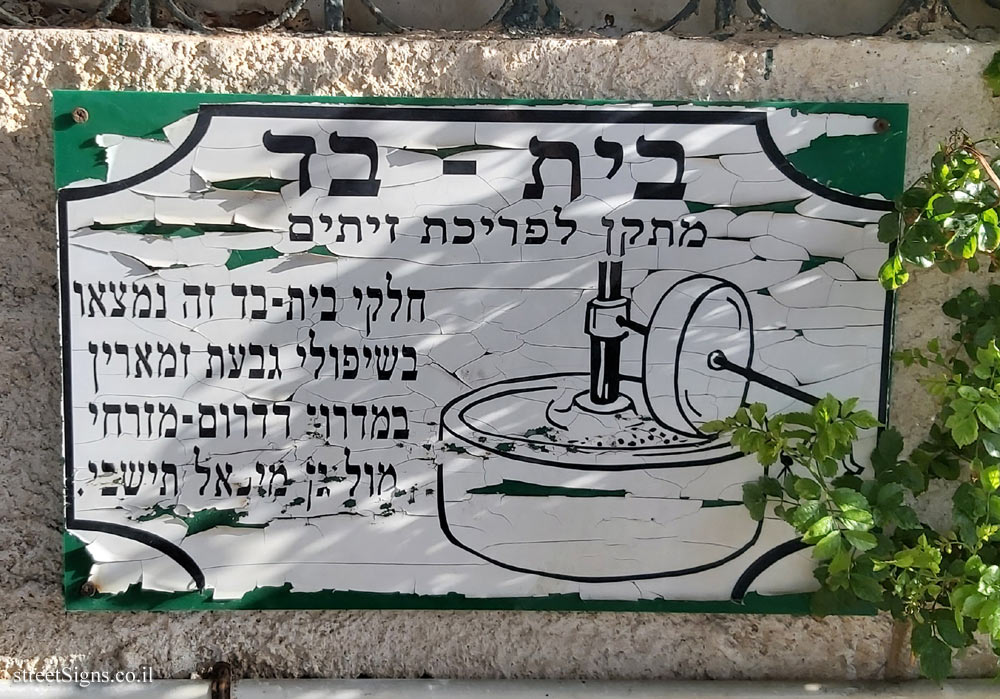 בית - בד
מתקן לפריכת זיתים
חלקי בית-בד זה נמצאו
בשיפולי גבעת זמארין
במדרון הדרום-מזרחי
מול גן מיכאל תישבי.
streetSigns.co.il